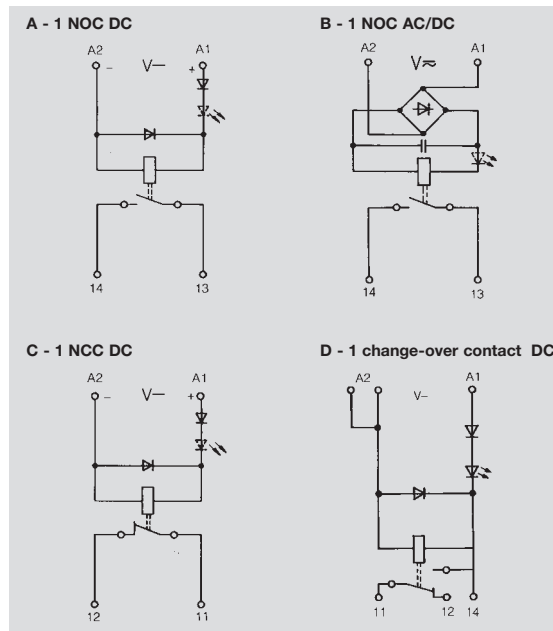 A - 1 NOC DC
A2 A1
- V— +
14 13
B - 1 NOC AC/DC
A2 A1
V≂
14 13
C - 1 NCC DC
A2 A1
- V— +
12 11
D - 1 change-over contact DC
A2 A1
V–
11 12 14